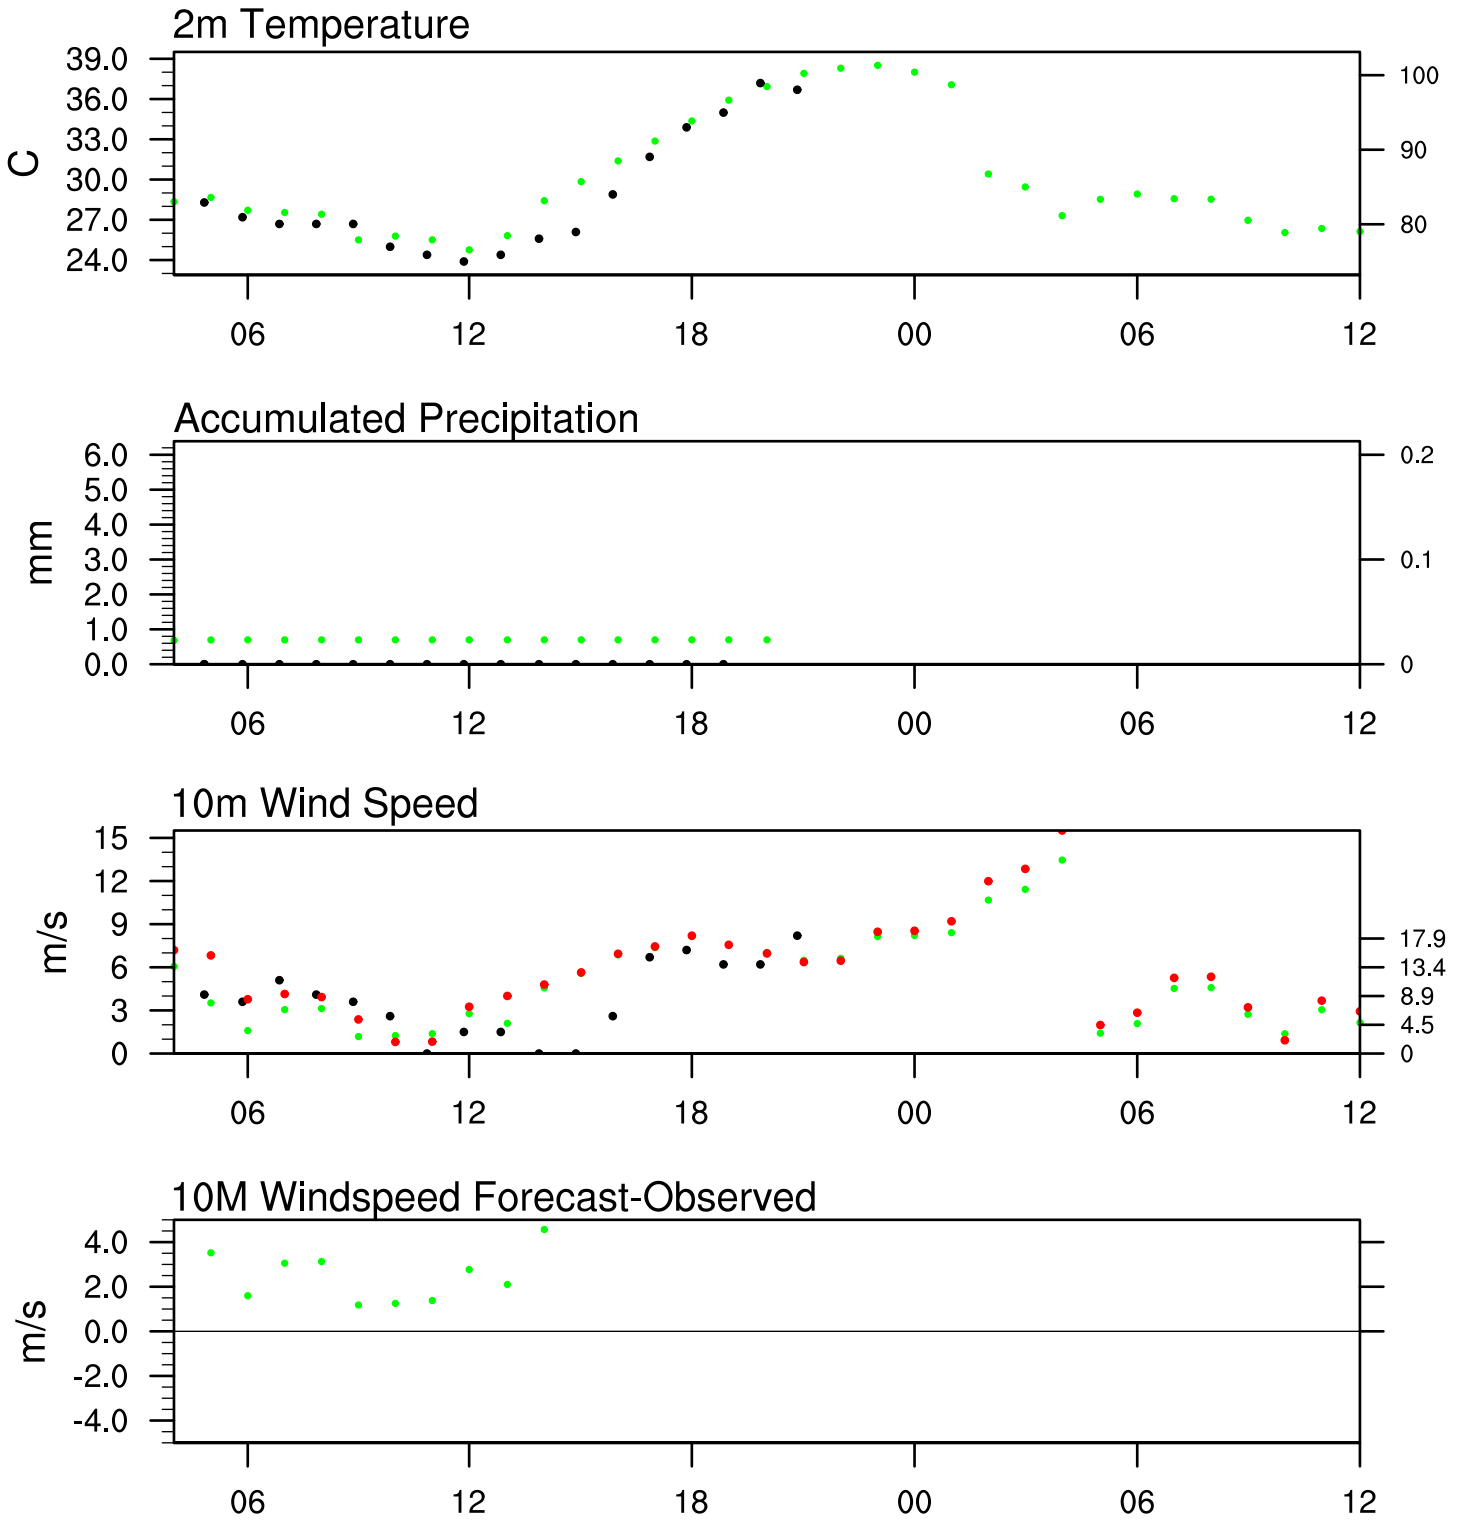 2m Temperature
39.0
36.0
33.0
30.0
27.0
24.0
C
100
90
80
06 12 18 00 06 12
Accumulated Precipitation
6.0
5.0
4.0
3.0
2.0
1.0
0.0
mm
0.2
0.1
0
06 12 18 00 06 12
10m Wind Speed
15
12
9
6
3
0
m/s
17.9
13.4
8.9
4.5
0
06 12 18 00 06 12
10M Windspeed Forecast-Observed
4.0
2.0
0.0
-2.0
-4.0
m/s
06 12 18 00 06 12